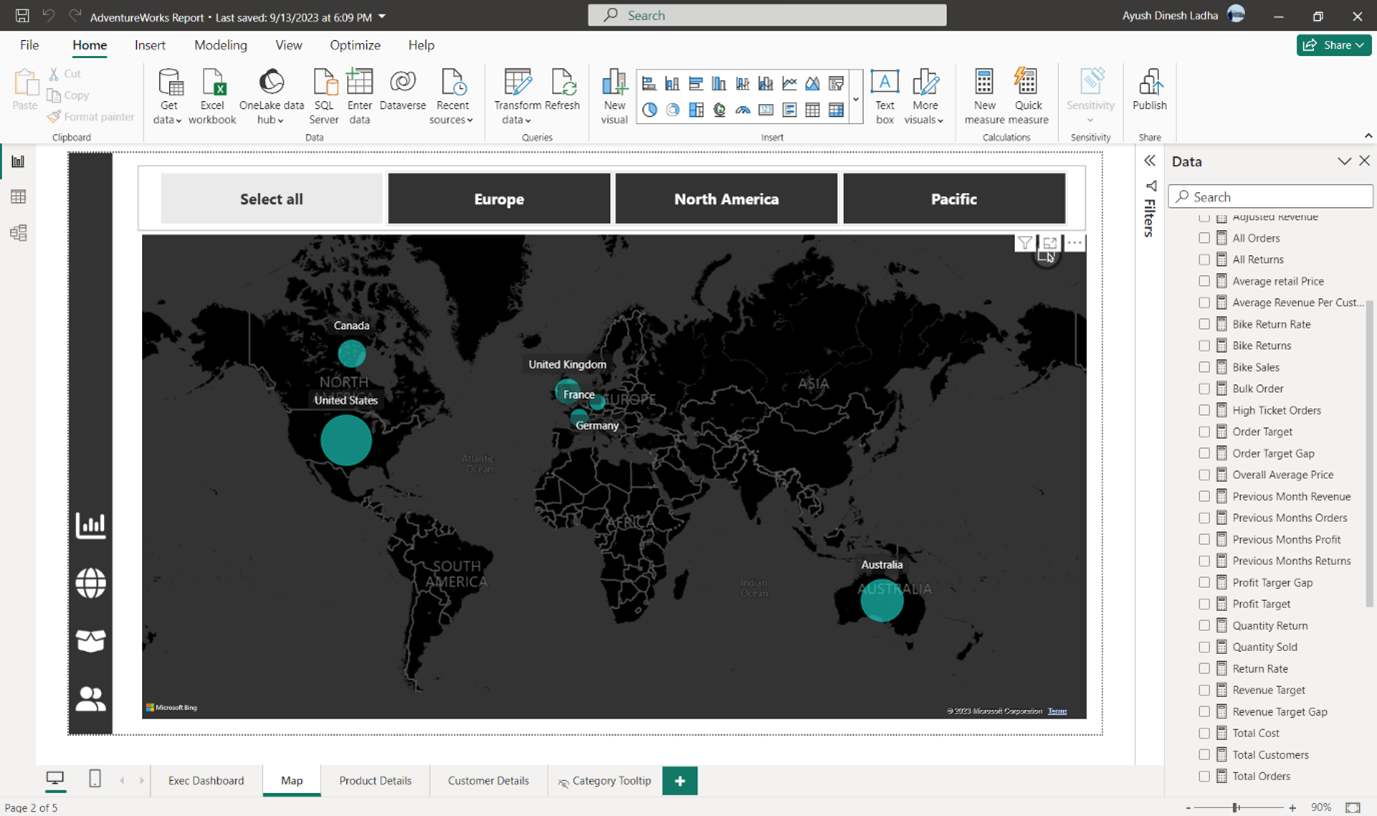 AdventureWorks Report • Last saved: 9/13/2023 at 6:09 PM
Search
Ayush Dinesh Ladha
File Home Insert Modeling View Optimize Help
Share
Paste
Cut
Copy
Format painter
Clipboard
Get data
Excel workbook
OneLake data hub
SQL Server
Enter data
Dataverse
Recent sources
Data
Transform data
Refresh
Queries
New visual
Text box
More visuals
Insert
New measure
Quick measure
Calculations
Sensitivity
Sensitivity
Publish
Share
Select all
Europe
North America
Pacific
Canada
NORTH
United States
United Kingdom
France
EUROPE
Germany
ASIA
Atlantic
Ocean
AFRICA
SOUTH
AMERICA
Indian
Ocean
Australia
AUSTRALIA
Microsoft Bing
© 2023 Microsoft Corporation Terms
Filters
Data
Search
Adjusted Revenue
All Orders
All Returns
Average retail Price
Average Revenue Per Cust...
Bike Return Rate
Bike Returns
Bike Sales
Bulk Order
High Ticket Orders
Order Target
Order Target Gap
Overall Average Price
Previous Month Revenue
Previous Months Orders
Previous Months Profit
Previous Months Returns
Profit Targer Gap
Profit Target
Quantity Return
Quantity Sold
Return Rate
Revenue Target
Revenue Target Gap
Total Cost
Total Customers
Total Orders
Exec Dashboard
Map
Product Details
Customer Details
Category Tooltip
Page 2 of 5
90%